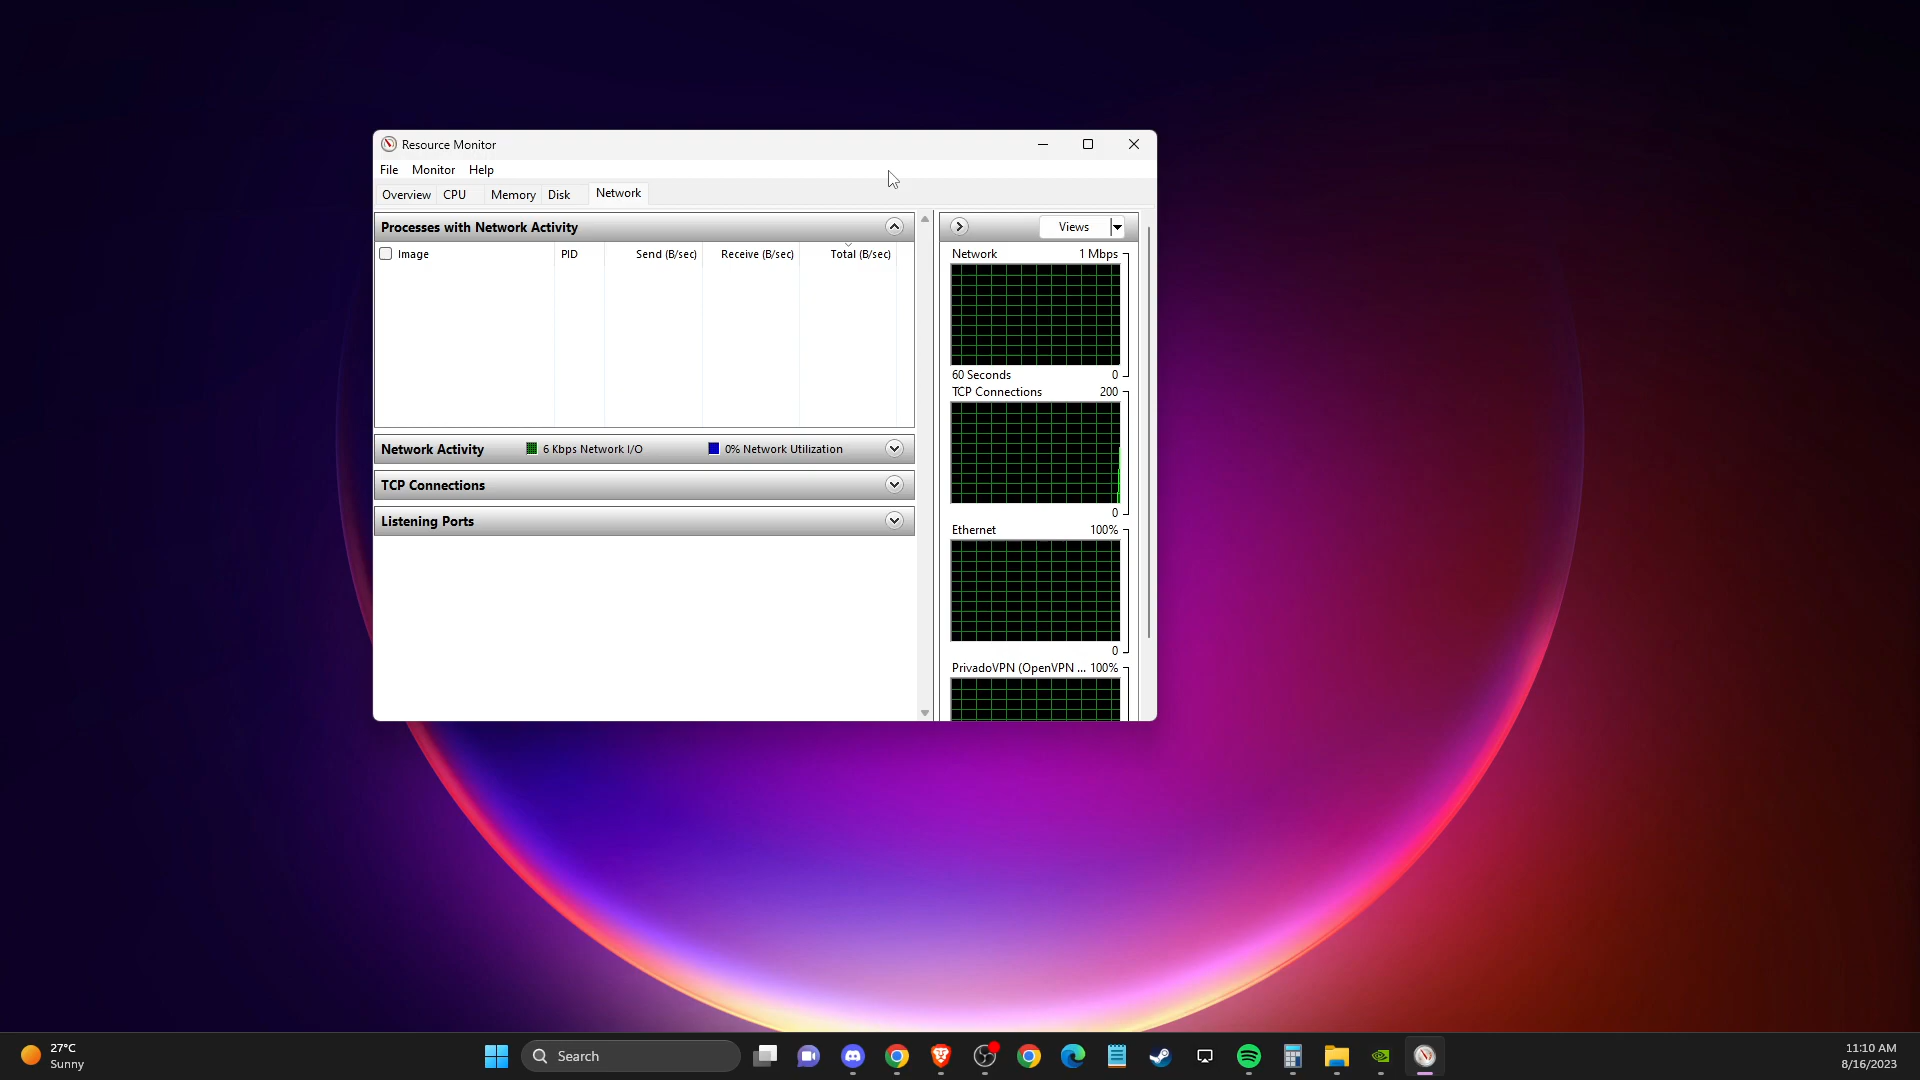 Resource Monitor
File Monitor Help
Overview CPU Memory Disk Network
Processes with Network Activity
Image PID Send (B/sec) Receive (B/sec) Total (B/sec)
Network Activity 6 Kbps Network I/O 0% Network Utilization
TCP Connections
Listening Ports
Views
Network 1 Mbps
60 Seconds 0
TCP Connections 200
0
Ethernet 100%
0
PrivadoVPN (OpenVPN ... 100%
27°C
Sunny
Search
11:10 AM
8/16/2023